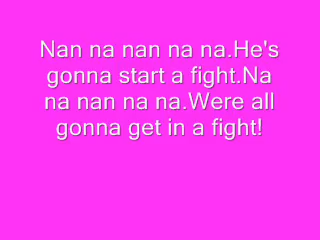 Nan na nan na na.He's
gonna start a fight.Na
na nan na na.Were all
gonna get in a fight!